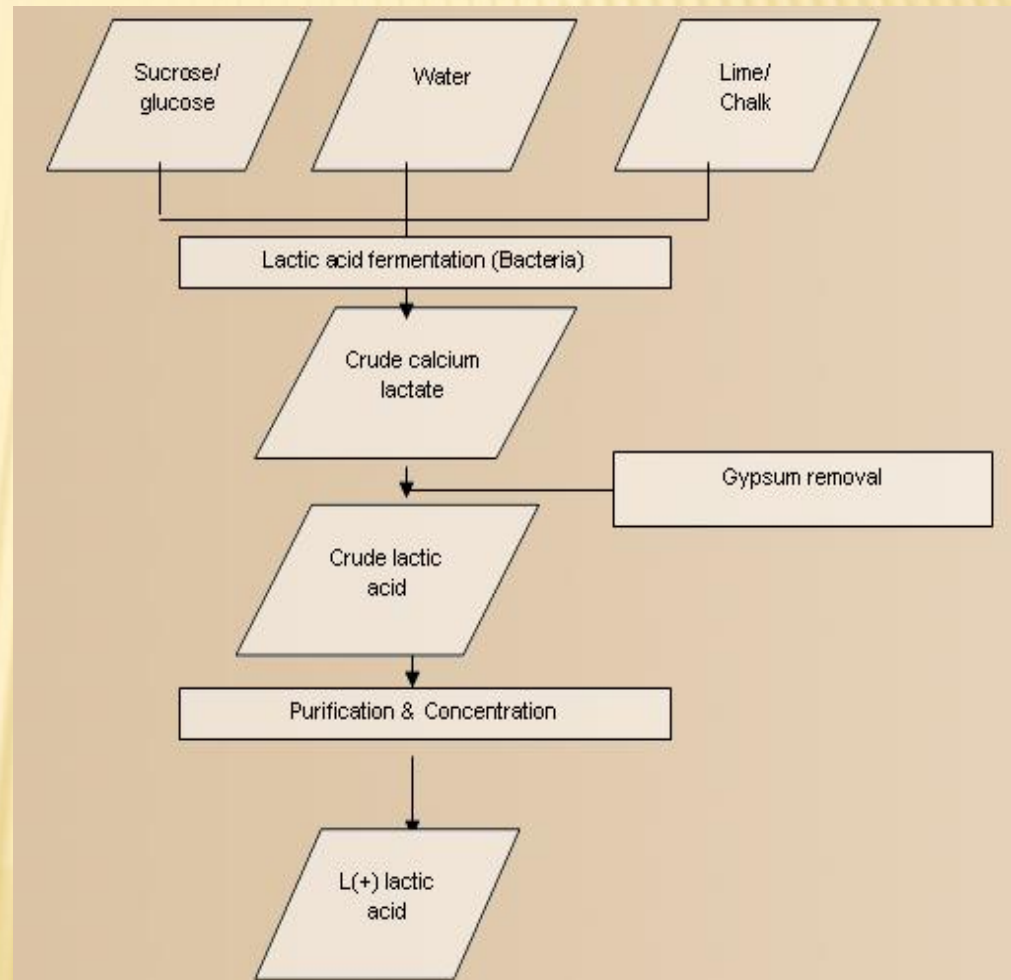 Sucrose/
glucose
Water
Lime/
Chalk
Lactic acid fermentation (Bacteria)
Crude calcium
lactate
Gypsum removal
Crude lactic
acid
Purification & Concentration
L(+) lactic
acid